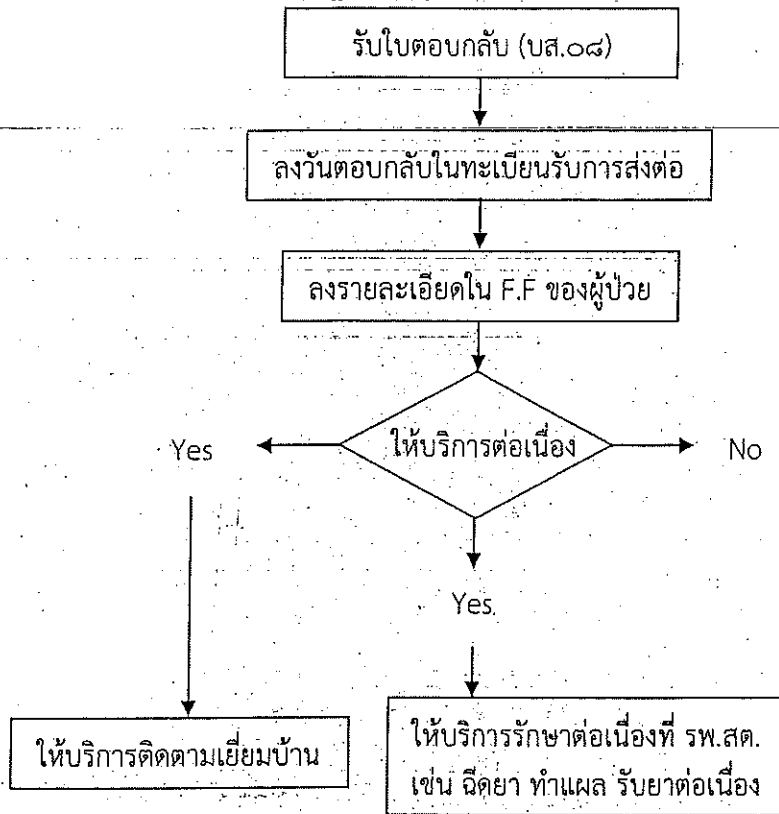 รับใบตอบกลับ (บส.๐๘)
ลงวันตอบกลับในทะเบียนรับการส่งต่อ
ลงรายละเอียดใน F.F ของผู้ป่วย
ให้บริการต่อเนื่อง
Yes
No
Yes
ให้บริการติดตามเยี่ยมบ้าน
ให้บริการรักษาต่อเนื่องที่ รพ.สต.
เช่น ฉีดยา ทำแผล รับยาต่อเนื่อง